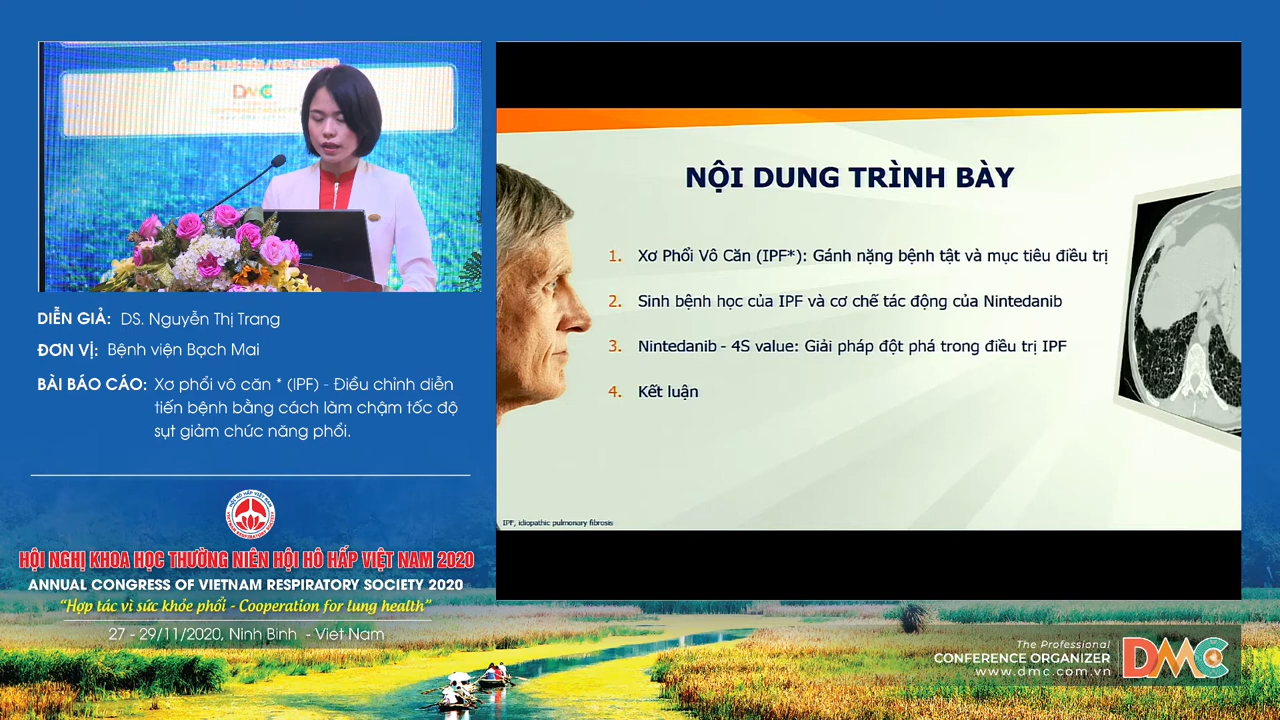 DMC
DIỄN GIẢ: DS. Nguyễn Thị Trang
ĐƠN VỊ: Bệnh viện Bạch Mai
BÀI BÁO CÁO: Xơ phổi vô căn * (IPF) - Điều chỉnh diễn
tiến bệnh bằng cách làm chậm tốc độ
sụt giảm chức năng phổi.
HỘI HÔ HẤP VIỆT NAM
HỘI NGHỊ KHOA HỌC THƯỜNG NIÊN HỘI HÔ HẤP VIỆT NAM 2020
ANNUAL CONGRESS OF VIETNAM RESPIRATORY SOCIETY 2020
“Hợp tác vì sức khỏe phổi - Cooperation for lung health”
27 - 29/11/2020, Ninh Bình - Việt Nam
NỘI DUNG TRÌNH BÀY
1. Xơ Phổi Vô Căn (IPF*): Gánh nặng bệnh tật và mục tiêu điều trị
2. Sinh bệnh học của IPF và cơ chế tác động của Nintedanib
3. Nintedanib - 4S value: Giải pháp đột phá trong điều trị IPF
4. Kết luận
IPF, idiopathic pulmonary fibrosis
The Professional
CONFERENCE ORGANIZER
www.dmc.com.vn
DMC